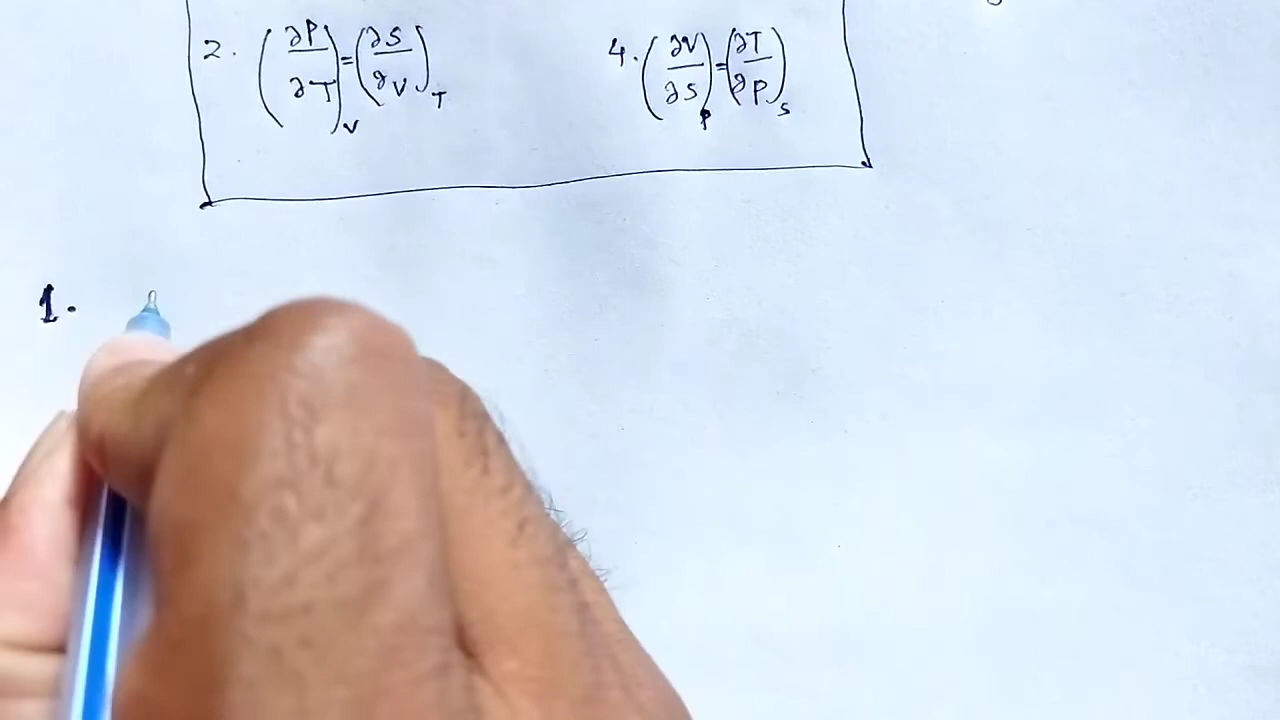 2. (∂P/∂T)_V = (∂S/∂V)_T
4. (∂V/∂S)_P = (∂T/∂P)_S
1.